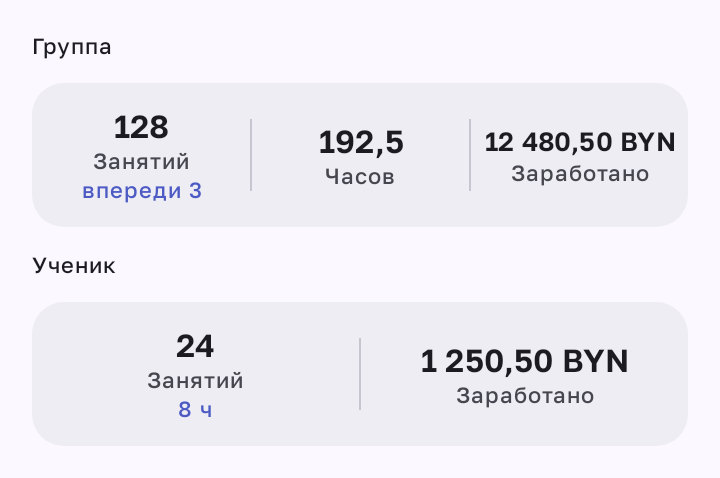 Группа
128
Занятий
впереди 3
192,5
Часов
12 480,50 BYN
Заработано
Ученик
24
Занятий
8 ч
1 250,50 BYN
Заработано